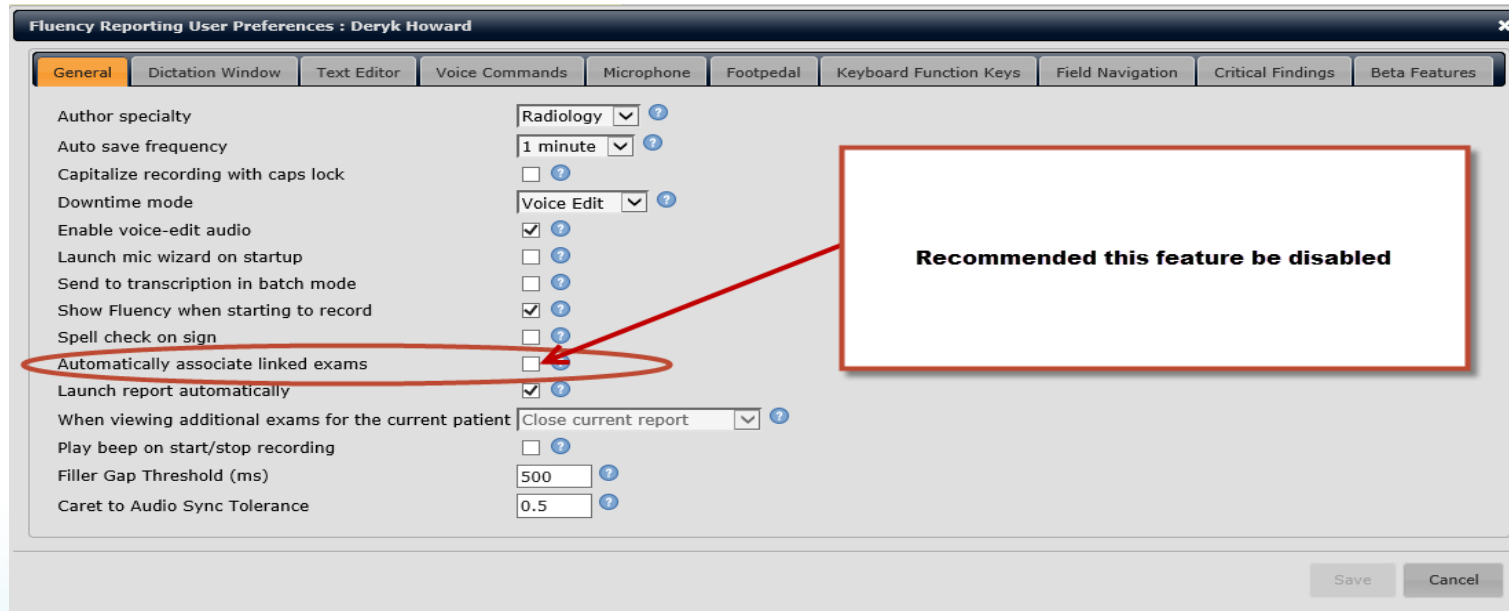 Fluency Reporting User Preferences : Deryk Howard
General Dictation Window Text Editor Voice Commands Microphone Footpedal Keyboard Function Keys Field Navigation Critical Findings Beta Features
Author specialty Radiology
Auto save frequency 1 minute
Capitalize recording with caps lock
Downtime mode Voice Edit
Enable voice-edit audio
Launch mic wizard on startup
Send to transcription in batch mode
Show Fluency when starting to record
Spell check on sign
Automatically associate linked exams
Launch report automatically
When viewing additional exams for the current patient Close current report
Play beep on start/stop recording
Filler Gap Threshold (ms) 500
Caret to Audio Sync Tolerance 0.5
Recommended this feature be disabled
Save Cancel